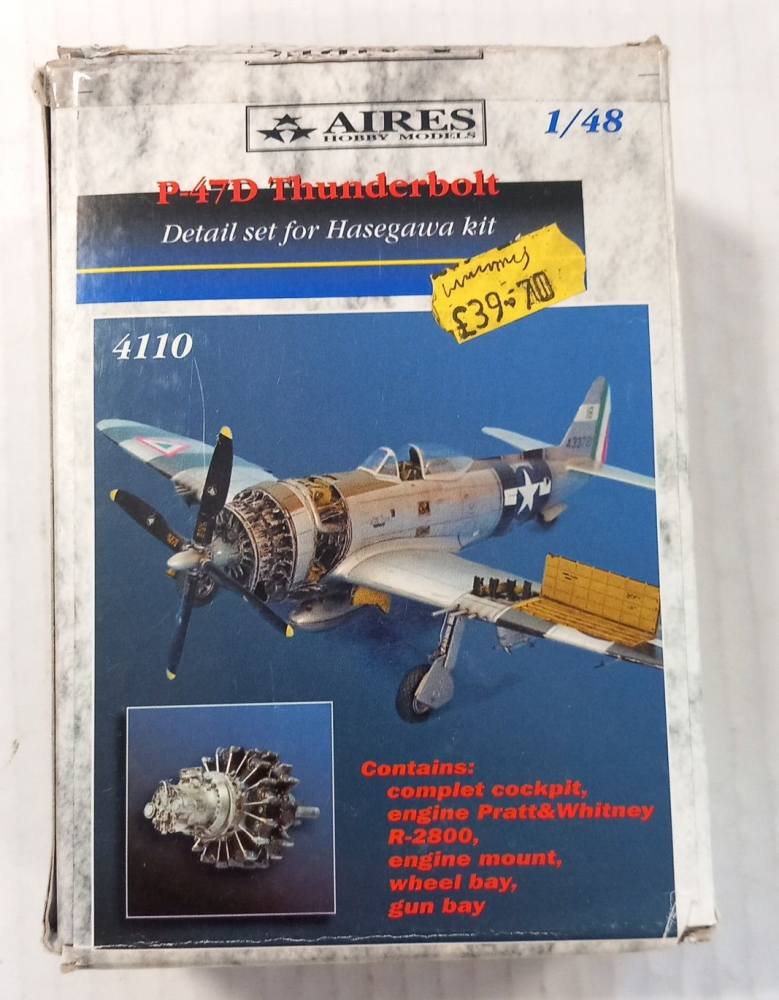 AIRES
HOBBY MODELS
1/48
P-47D Thunderbolt
Detail set for Hasegawa kit
£39.70
4110
Contains:
complet cockpit,
engine Pratt&Whitney
R-2800,
engine mount,
wheel bay,
gun bay